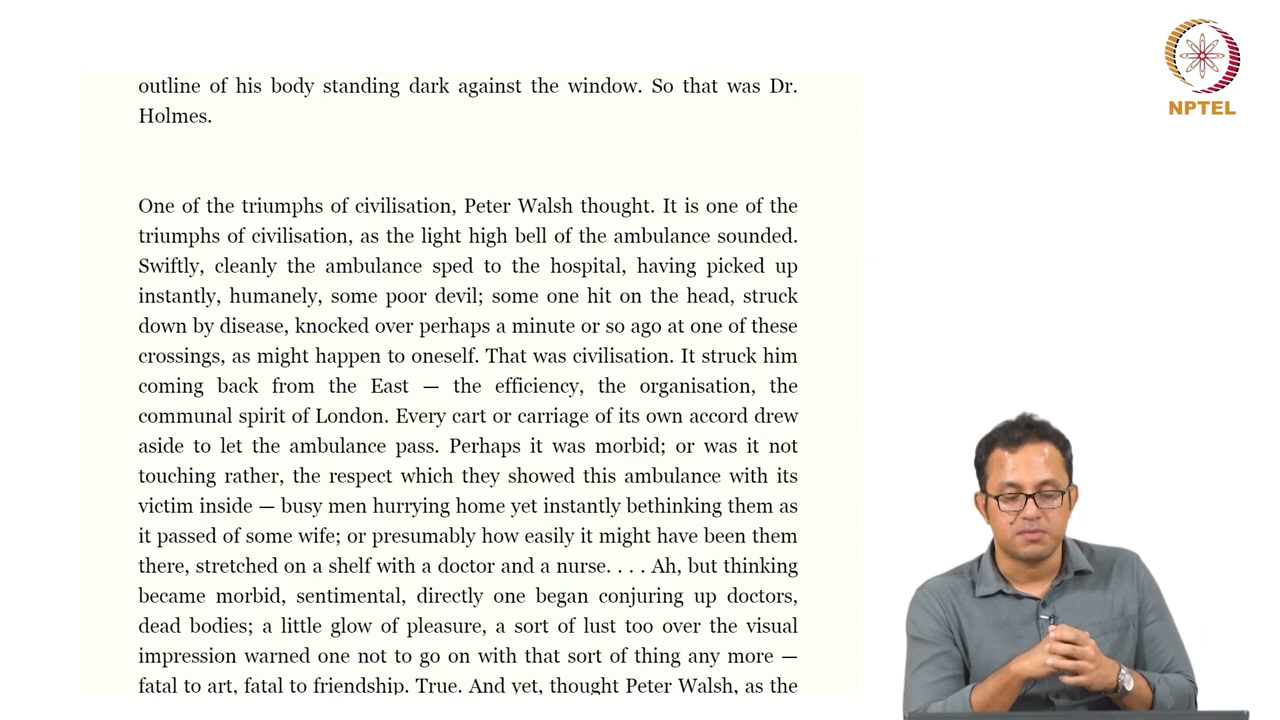 outline of his body standing dark against the window. So that was Dr.
Holmes.
One of the triumphs of civilisation, Peter Walsh thought. It is one of the
triumphs of civilisation, as the light high bell of the ambulance sounded.
Swiftly, cleanly the ambulance sped to the hospital, having picked up
instantly, humanely, some poor devil; some one hit on the head, struck
down by disease, knocked over perhaps a minute or so ago at one of these
crossings, as might happen to oneself. That was civilisation. It struck him
coming back from the East — the efficiency, the organisation, the
communal spirit of London. Every cart or carriage of its own accord drew
aside to let the ambulance pass. Perhaps it was morbid; or was it not
touching rather, the respect which they showed this ambulance with its
victim inside — busy men hurrying home yet instantly bethinking them as
it passed of some wife; or presumably how easily it might have been them
there, stretched on a shelf with a doctor and a nurse. . . . Ah, but thinking
became morbid, sentimental, directly one began conjuring up doctors,
dead bodies; a little glow of pleasure, a sort of lust too over the visual
impression warned one not to go on with that sort of thing any more —
fatal to art, fatal to friendship. True. And yet, thought Peter Walsh, as the
NPTEL